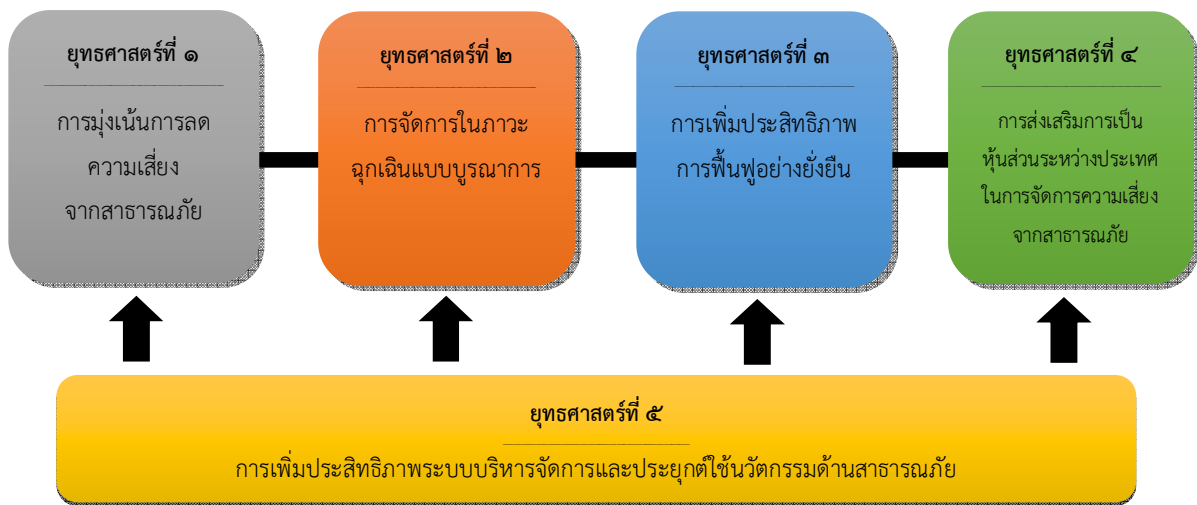 ยุทธศาสตร์ที่ ๑
การมุ่งเน้นการลด
ความเสี่ยง
จากสาธารณภัย
ยุทธศาสตร์ที่ ๒
การจัดการในภาวะ
ฉุกเฉินแบบบูรณาการ
ยุทธศาสตร์ที่ ๓
การเพิ่มประสิทธิภาพ
การฟื้นฟูอย่างยั่งยืน
ยุทธศาสตร์ที่ ๔
การส่งเสริมการเป็น
หุ้นส่วนระหว่างประเทศ
ในการจัดการความเสี่ยง
จากสาธารณภัย
ยุทธศาสตร์ที่ ๕
การเพิ่มประสิทธิภาพระบบบริหารจัดการและประยุกต์ใช้นวัตกรรมด้านสาธารณภัย